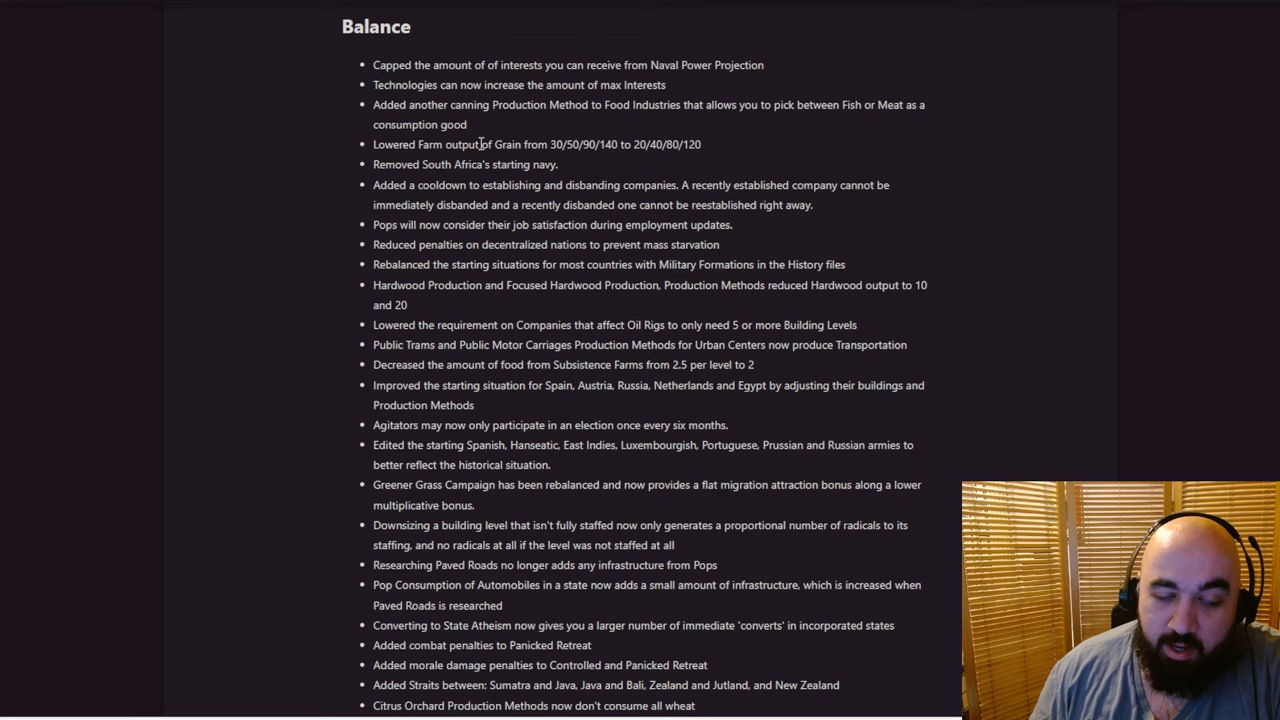 Balance
Capped the amount of of interests you can receive from Naval Power Projection
Technologies can now increase the amount of max Interests
Added another canning Production Method to Food Industries that allows you to pick between Fish or Meat as a
consumption good
Lowered Farm output of Grain from 30/50/90/140 to 20/40/80/120
Removed South Africa's starting navy.
Added a cooldown to establishing and disbanding companies. A recently established company cannot be
immediately disbanded and a recently disbanded one cannot be reestablished right away.
Pops will now consider their job satisfaction during employment updates.
Reduced penalties on decentralized nations to prevent mass starvation
Rebalanced the starting situations for most countries with Military Formations in the History files
Hardwood Production and Focused Hardwood Production, Production Methods reduced Hardwood output to 10
and 20
Lowered the requirement on Companies that affect Oil Rigs to only need 5 or more Building Levels
Public Trams and Public Motor Carriages Production Methods for Urban Centers now produce Transportation
Decreased the amount of food from Subsistence Farms from 2.5 per level to 2
Improved the starting situation for Spain, Austria, Russia, Netherlands and Egypt by adjusting their buildings and
Production Methods
Agitators may now only participate in an election once every six months.
Edited the starting Spanish, Hanseatic, East Indies, Luxembourgish, Portuguese, Prussian and Russian armies to
better reflect the historical situation.
Greener Grass Campaign has been rebalanced and now provides a flat migration attraction bonus along a lower
multiplicative bonus.
Downsizing a building level that isn't fully staffed now only generates a proportional number of radicals to its
staffing, and no radicals at all if the level was not staffed at all
Researching Paved Roads no longer adds any infrastructure from Pops
Pop Consumption of Automobiles in a state now adds a small amount of infrastructure, which is increased when
Paved Roads is researched
Converting to State Atheism now gives you a larger number of immediate 'converts' in incorporated states
Added combat penalties to Panicked Retreat
Added morale damage penalties to Controlled and Panicked Retreat
Added Straits between: Sumatra and Java, Java and Bali, Zealand and Jutland, and New Zealand
Citrus Orchard Production Methods now don't consume all wheat